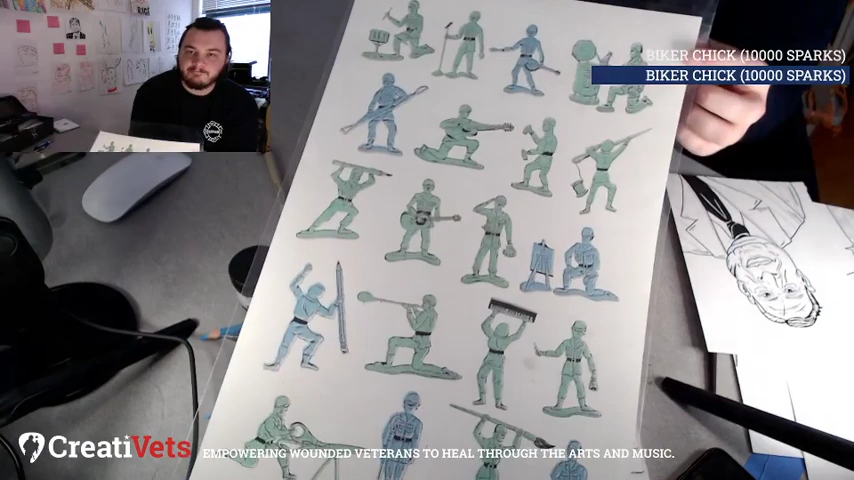 BIKER CHICK (10000 SPARKS)
BIKER CHICK (10000 SPARKS)
CreatiVets
EMPOWERING WOUNDED VETERANS TO HEAL THROUGH THE ARTS AND MUSIC.